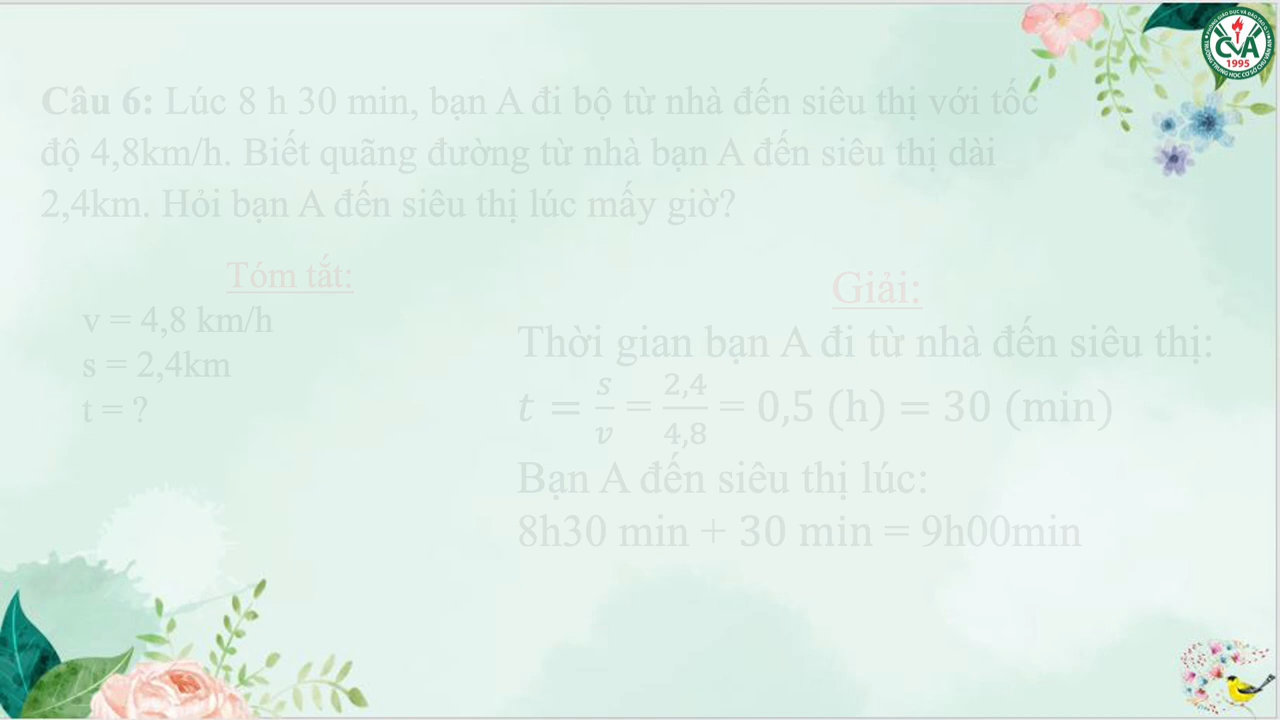 Câu 6: Lúc 8 h 30 min, bạn A đi bộ từ nhà đến siêu thị với tốc
độ 4,8km/h. Biết quãng đường từ nhà bạn A đến siêu thị dài
2,4km. Hỏi bạn A đến siêu thị lúc mấy giờ?
Tóm tắt:
v = 4,8 km/h
s = 2,4km
t = ?
Giải:
Thời gian bạn A đi từ nhà đến siêu thị:
t = s/v = 2,4/4,8 = 0,5 (h) = 30 (min)
Bạn A đến siêu thị lúc:
8h30 min + 30 min = 9h00min
CVA
1995